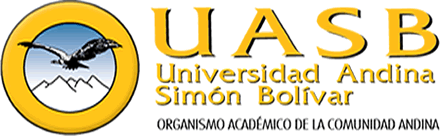 UASB
Universidad Andina
Simón Bolívar
ORGANISMO ACADÉMICO DE LA COMUNIDAD ANDINA